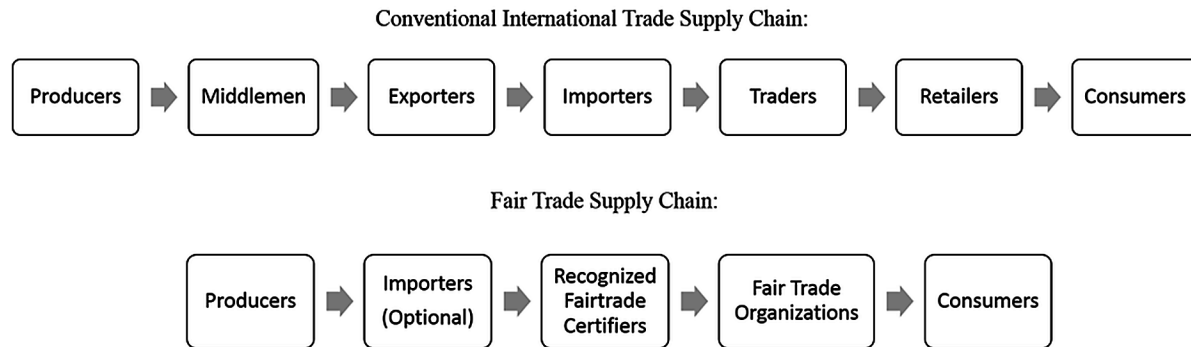 Conventional International Trade Supply Chain:
Producers
Middlemen
Exporters
Importers
Traders
Retailers
Consumers
Fair Trade Supply Chain:
Producers
Importers
(Optional)
Recognized
Fairtrade
Certifiers
Fair Trade
Organizations
Consumers